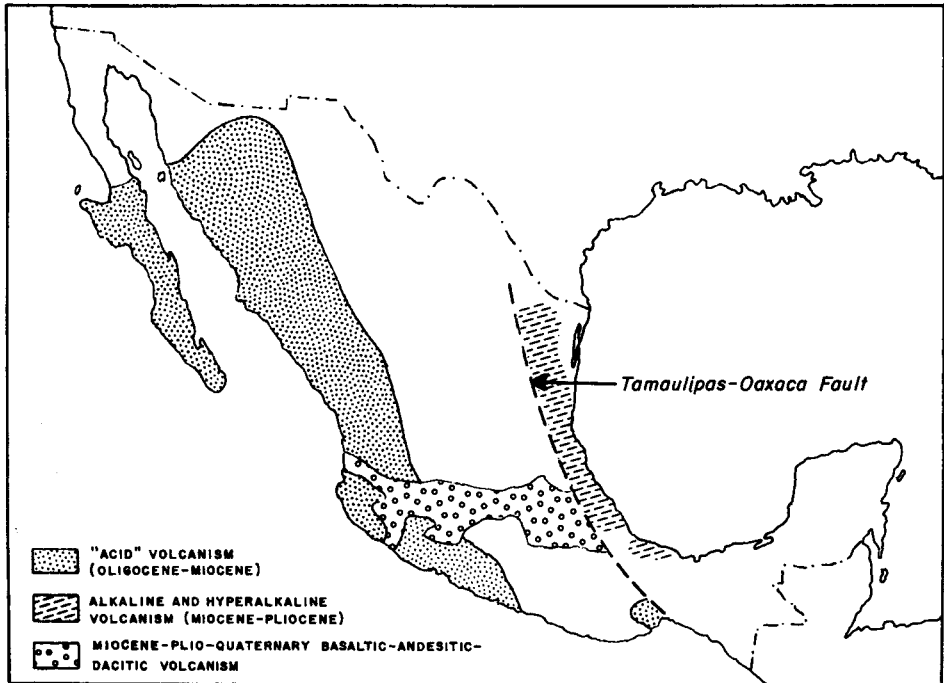 Tamaulipas-Oaxaca Fault
"ACID" VOLCANISM
(OLIGOCENE-MIOCENE)
ALKALINE AND HYPERALKALINE
VOLCANISM (MIOCENE-PLIOCENE)
MIOCENE-PLIO-QUATERNARY BASALTIC-ANDESITIC-
DACITIC VOLCANISM